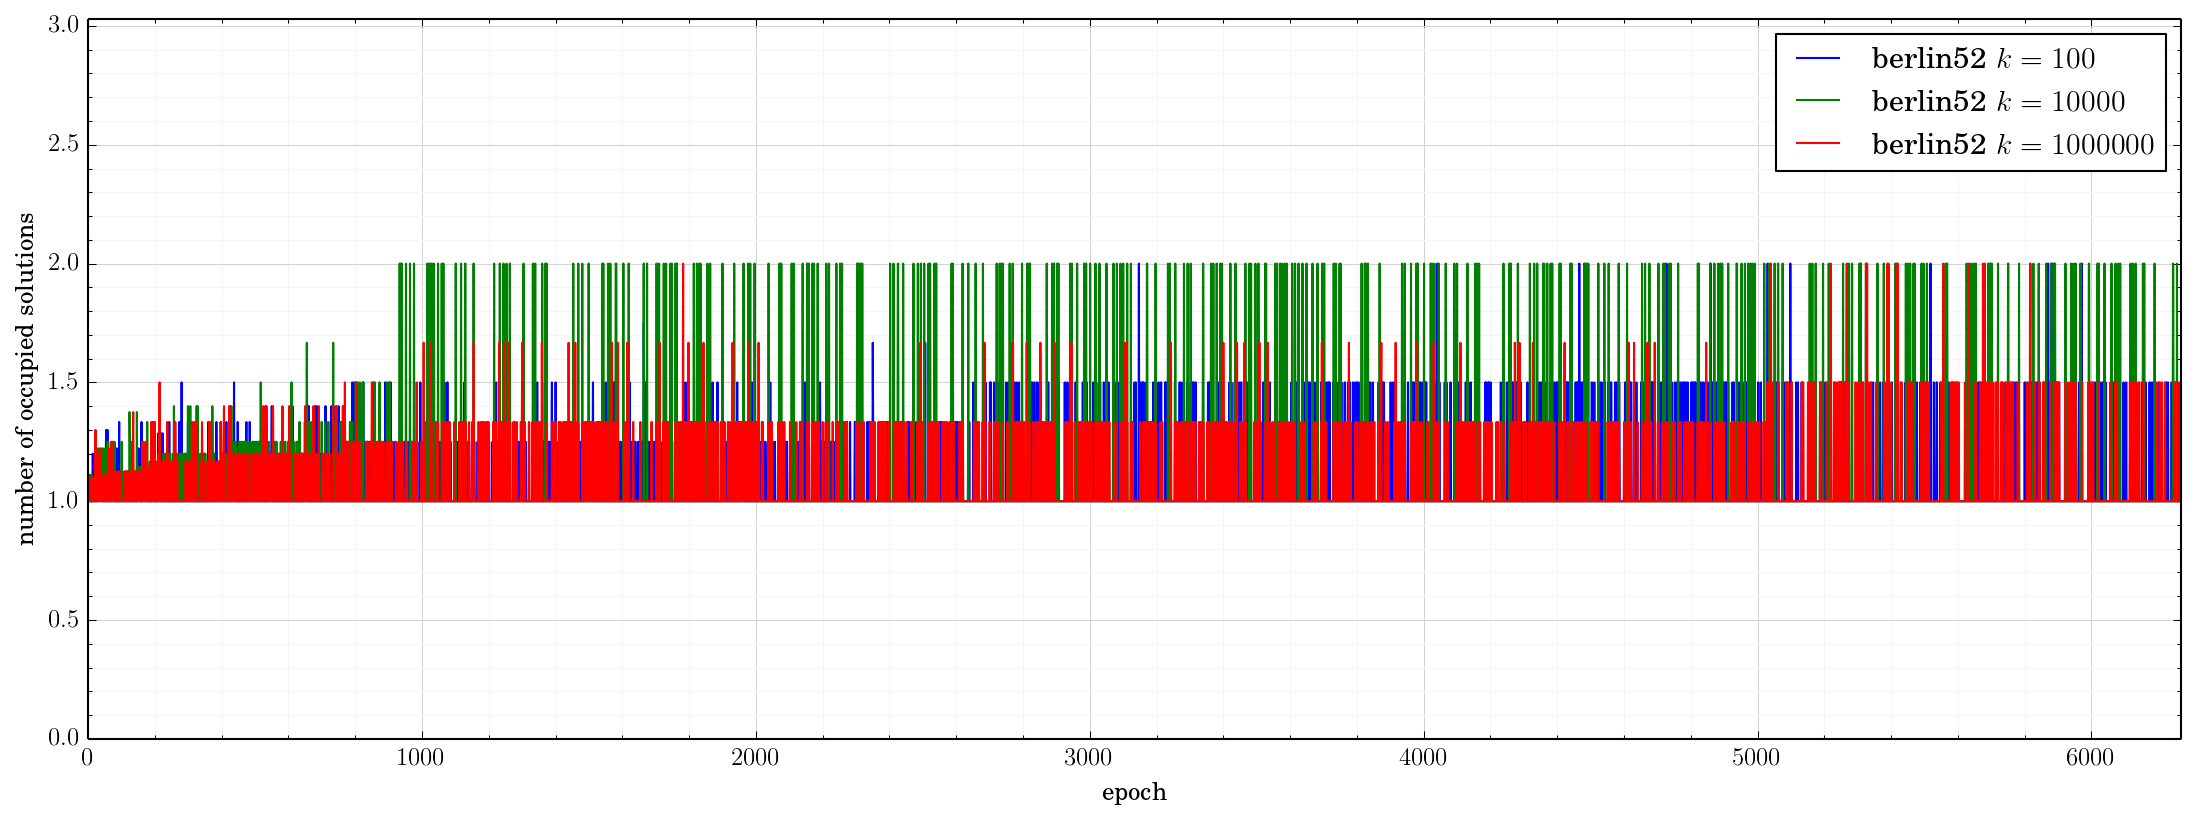 3.0
2.5
2.0
1.5
1.0
0.5
0.0
number of occupied solutions
berlin52 k = 100
berlin52 k = 10000
berlin52 k = 1000000
0 1000 2000 3000 4000 5000 6000
epoch